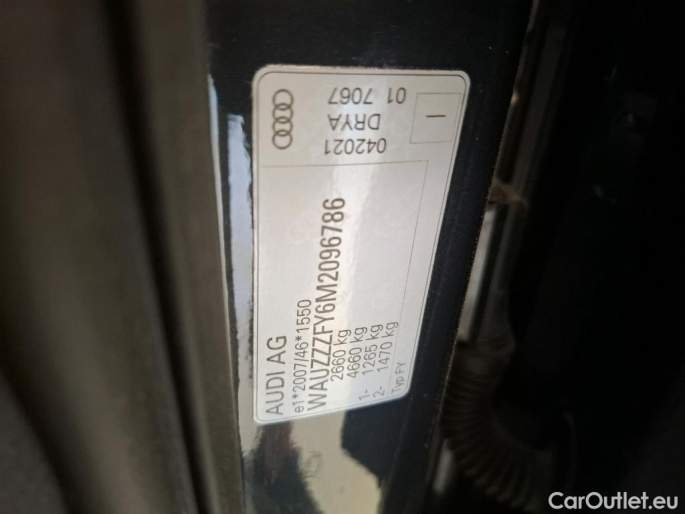 AUDI AG
e1*2007/46*1550
WAUZZZFY6M2096786
2660 kg
4660 kg
1- 1265 kg
2- 1470 kg
Typ FY
042021
DRYA
01 7067
CarOutlet.eu